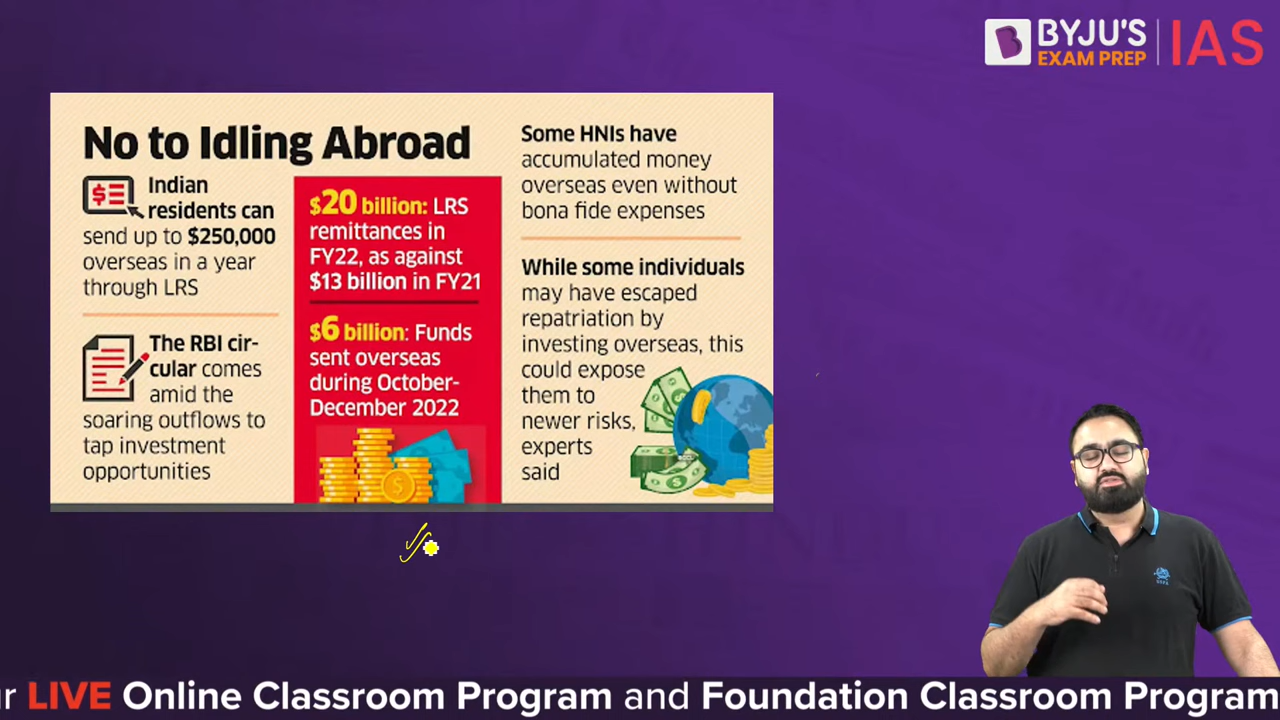 BYJU'S
EXAM PREP
IAS
No to Idling Abroad
Indian
residents can
send up to $250,000
overseas in a year
through LRS
The RBI cir-
cular comes
amid the
soaring outflows to
tap investment
opportunities
$20 billion: LRS
remittances in
FY22, as against
$13 billion in FY21
$6 billion: Funds
sent overseas
during October-
December 2022
Some HNIs have
accumulated money
overseas even without
bona fide expenses
While some individuals
may have escaped
repatriation by
investing overseas, this
could expose
them to
newer risks,
experts
said
LIVE Online Classroom Program and Foundation Classroom Program